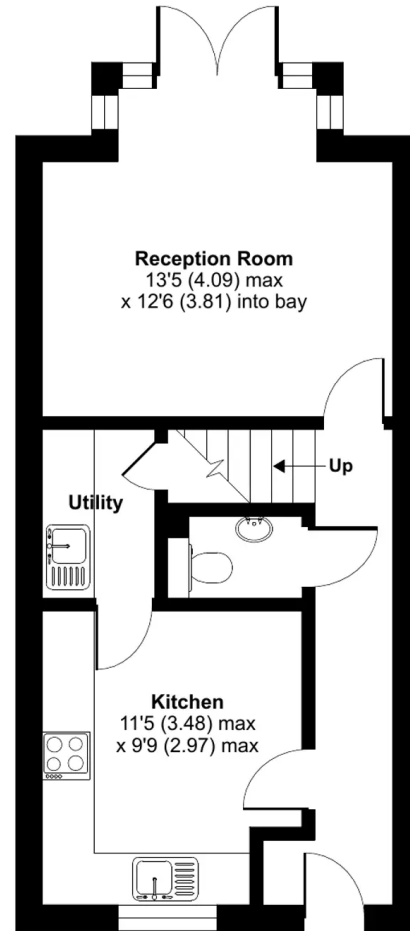 Reception Room
13'5 (4.09) max
x 12'6 (3.81) into bay
Up
Utility
Kitchen
11'5 (3.48) max
x 9'9 (2.97) max